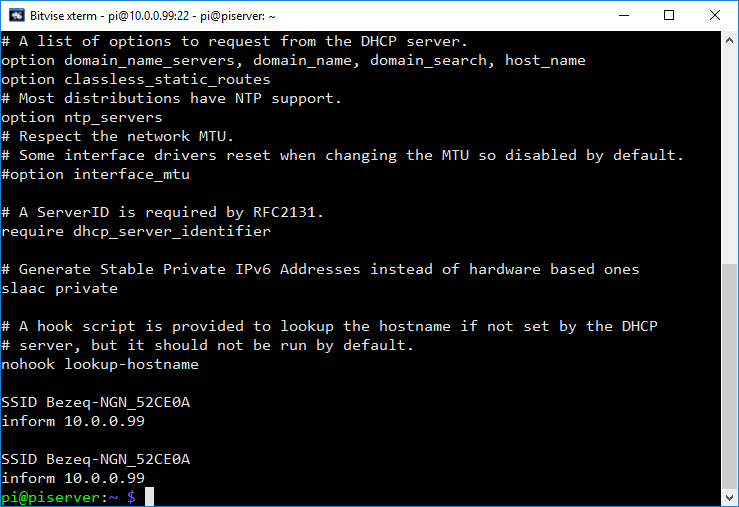 Bitvise xterm - pi@10.0.0.99:22 - pi@piserver: ~
# A list of options to request from the DHCP server.
option domain_name_servers, domain_name, domain_search, host_name
option classless_static_routes
# Most distributions have NTP support.
option ntp_servers
# Respect the network MTU.
# Some interface drivers reset when changing the MTU so disabled by default.
#option interface_mtu
# A ServerID is required by RFC2131.
require dhcp_server_identifier
# Generate Stable Private IPv6 Addresses instead of hardware based ones
slaac private
# A hook script is provided to lookup the hostname if not set by the DHCP
# server, but it should not be run by default.
nohook lookup-hostname
SSID Bezeq-NGN_52CE0A
inform 10.0.0.99
SSID Bezeq-NGN_52CE0A
inform 10.0.0.99
pi@piserver:~ $